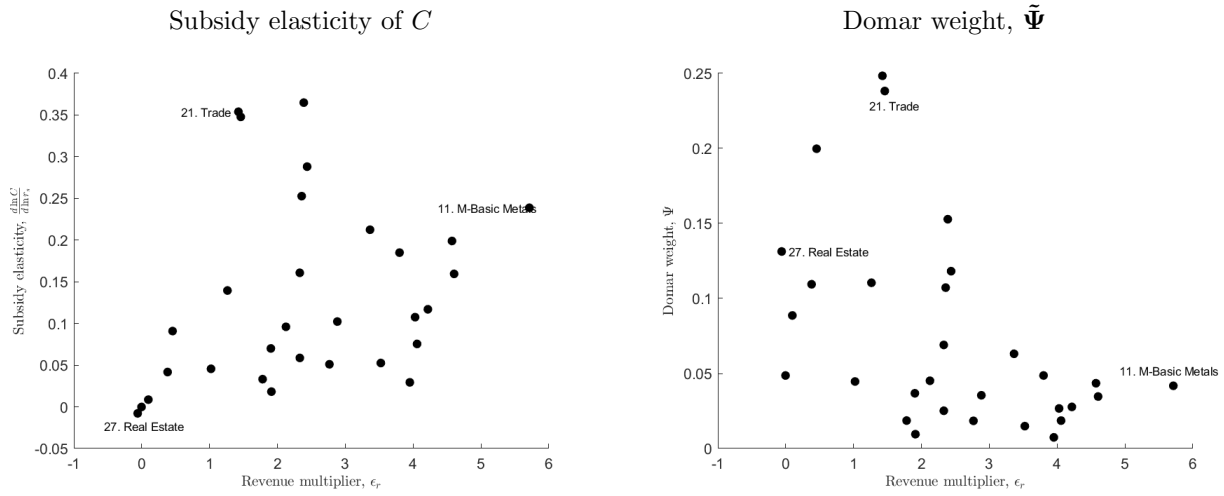 Subsidy elasticity of C
Subsidy elasticity, d ln C / d ln τ_s
0.4
0.35
0.3
0.25
0.2
0.15
0.1
0.05
0
-0.05
21. Trade
11. M-Basic Metals
27. Real Estate
-1 0 1 2 3 4 5 6
Revenue multiplier, ϵ_r
Domar weight, Ψ̃
Domar weight, Ψ
0.25
0.2
0.15
0.1
0.05
0
21. Trade
27. Real Estate
11. M-Basic Metals
-1 0 1 2 3 4 5 6
Revenue multiplier, ϵ_r